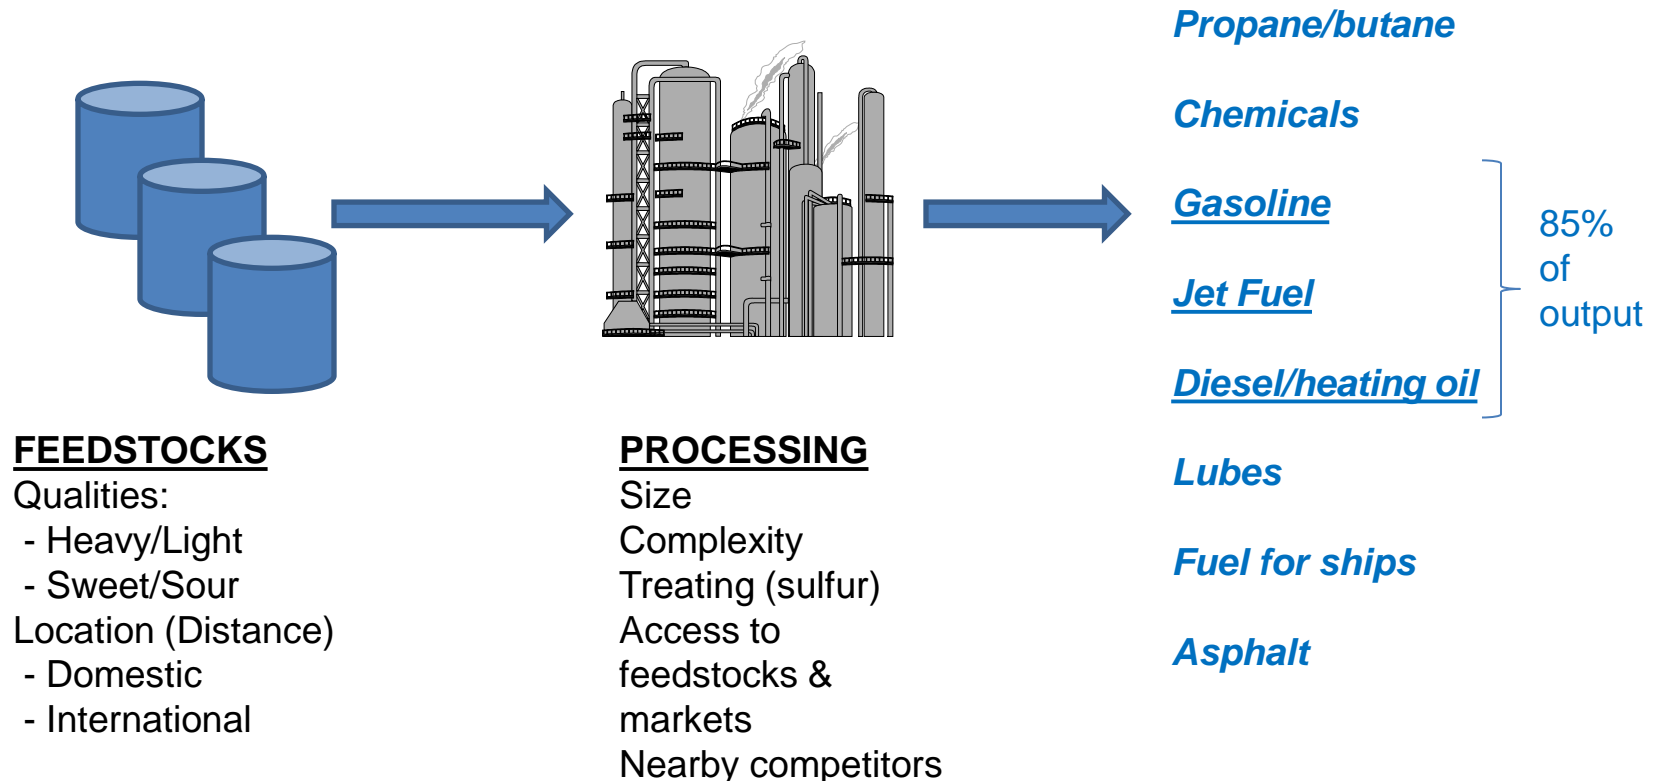 FEEDSTOCKS
Qualities:
- Heavy/Light
- Sweet/Sour
Location (Distance)
- Domestic
- International
PROCESSING
Size
Complexity
Treating (sulfur)
Access to
feedstocks &
markets
Nearby competitors
Propane/butane
Chemicals
Gasoline
Jet Fuel
Diesel/heating oil
Lubes
Fuel for ships
Asphalt
85%
of
output